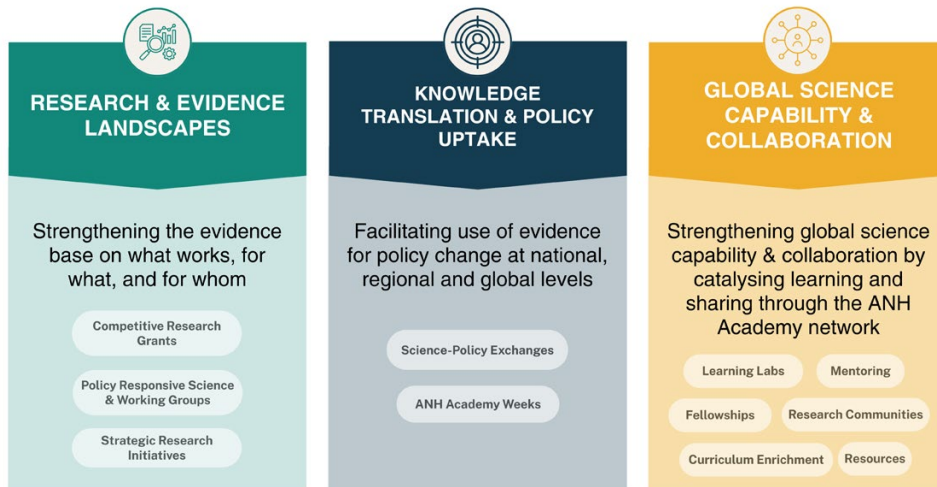 RESEARCH & EVIDENCE
LANDSCAPES
Strengthening the evidence
base on what works, for
what, and for whom
Competitive Research
Grants
Policy Responsive Science
& Working Groups
Strategic Research
Initiatives
KNOWLEDGE
TRANSLATION & POLICY
UPTAKE
Facilitating use of evidence
for policy change at national,
regional and global levels
Science-Policy Exchanges
ANH Academy Weeks
GLOBAL SCIENCE
CAPABILITY &
COLLABORATION
Strengthening global science
capability & collaboration by
catalysing learning and
sharing through the ANH
Academy network
Learning Labs
Mentoring
Fellowships
Research Communities
Curriculum Enrichment
Resources